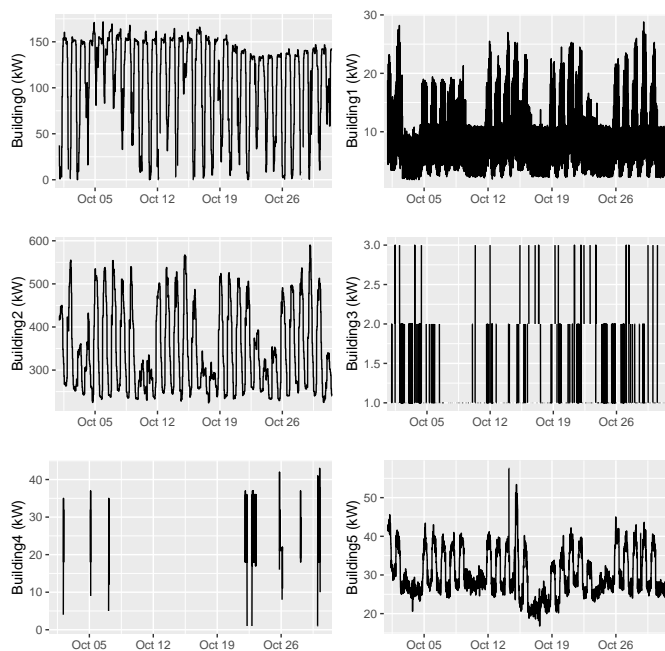 Building0 (kW)
150
100
50
0
Oct 05 Oct 12 Oct 19 Oct 26
Building1 (kW)
30
20
10
Oct 05 Oct 12 Oct 19 Oct 26
Building2 (kW)
600
500
400
300
Oct 05 Oct 12 Oct 19 Oct 26
Building3 (kW)
3.0
2.5
2.0
1.5
1.0
Oct 05 Oct 12 Oct 19 Oct 26
Building4 (kW)
40
30
20
10
0
Oct 05 Oct 12 Oct 19 Oct 26
Building5 (kW)
50
40
30
20
Oct 05 Oct 12 Oct 19 Oct 26